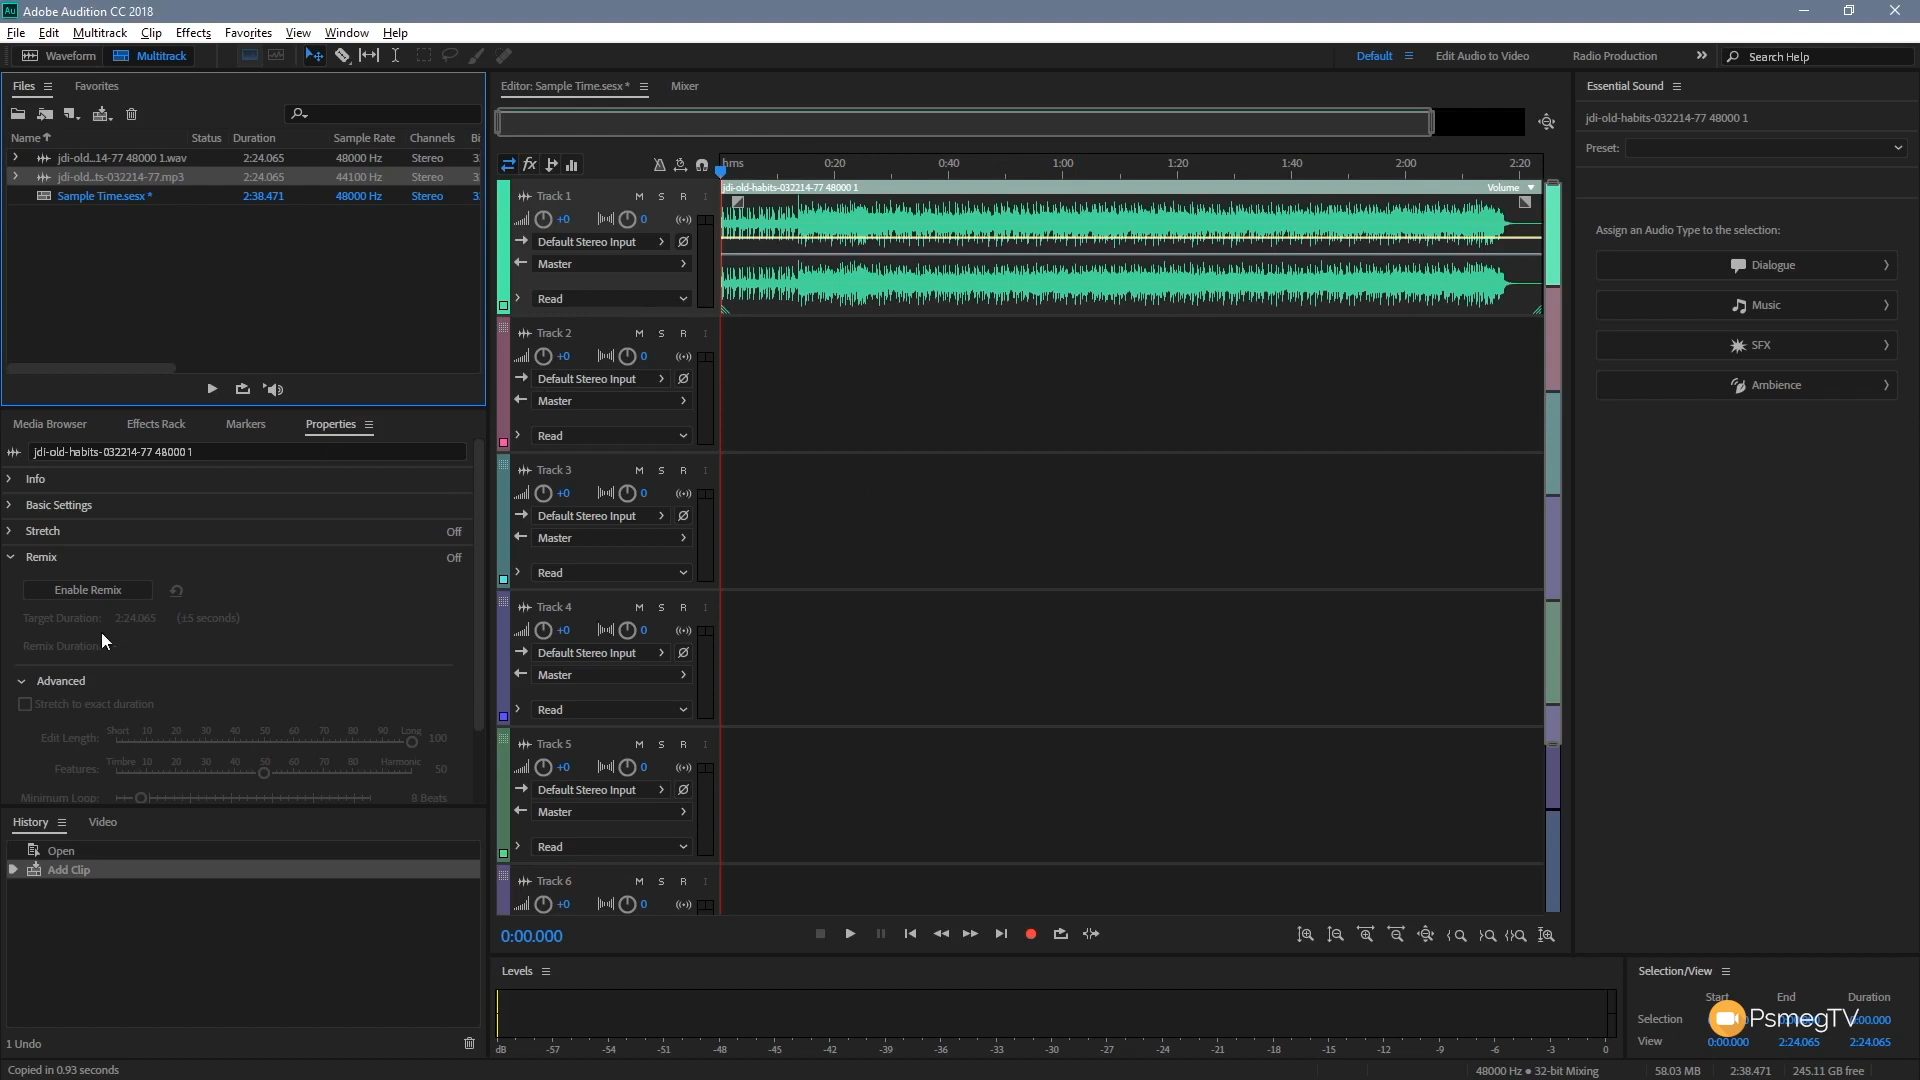 Au Adobe Audition CC 2018
File Edit Multitrack Clip Effects Favorites View Window Help
Waveform Multitrack Default Edit Audio to Video Radio Production Search Help
Files Favorites
Name Status Duration Sample Rate Channels Bi
jdi-old...14-77 48000 1.wav 2:24.065 48000 Hz Stereo 3
jdi-old...ts-032214-77.mp3 2:24.065 44100 Hz Stereo 3
Sample Time.sesx * 2:38.471 48000 Hz Stereo 3
Media Browser Effects Rack Markers Properties
jdi-old-habits-032214-77 48000 1
Info
Basic Settings
Stretch Off
Remix Off
Enable Remix
Target Duration: 2:24.065 (±5 seconds)
Remix Duration: -
Advanced
Stretch to exact duration
Short 10 20 30 40 50 60 70 80 90 Long
Edit Length: 100
Timbre 10 20 30 40 50 60 70 80 Harmonic
Features: 50
Minimum Loop: 8 Beats
History Video
Open
Add Clip
1 Undo
Copied in 0.93 seconds
Editor: Sample Time.sesx * Mixer
fx hms 0:20 0:40 1:00 1:20 1:40 2:00 2:20
jdi-old-habits-032214-77 48000 1 Volume
Track 1 M S R I
+0 0
Default Stereo Input
Master
Read
Track 2 M S R I
+0 0
Default Stereo Input
Master
Read
Track 3 M S R I
+0 0
Default Stereo Input
Master
Read
Track 4 M S R I
+0 0
Default Stereo Input
Master
Read
Track 5 M S R I
+0 0
Default Stereo Input
Master
Read
Track 6 M S R I
+0 0
0:00.000
Levels
dB -57 -54 -51 -48 -45 -42 -39 -36 -33 -30 -27 -24 -21 -18 -15 -12 -9 -6 -3 0
Essential Sound
jdi-old-habits-032214-77 48000 1
Preset:
Assign an Audio Type to the selection:
Dialogue
Music
SFX
Ambience
Selection/View
Start End Duration
Selection :00.000
PsmegTV
View 0:00.000 2:24.065 2:24.065
48000 Hz • 32-bit Mixing 58.03 MB 2:38.471 245.11 GB free